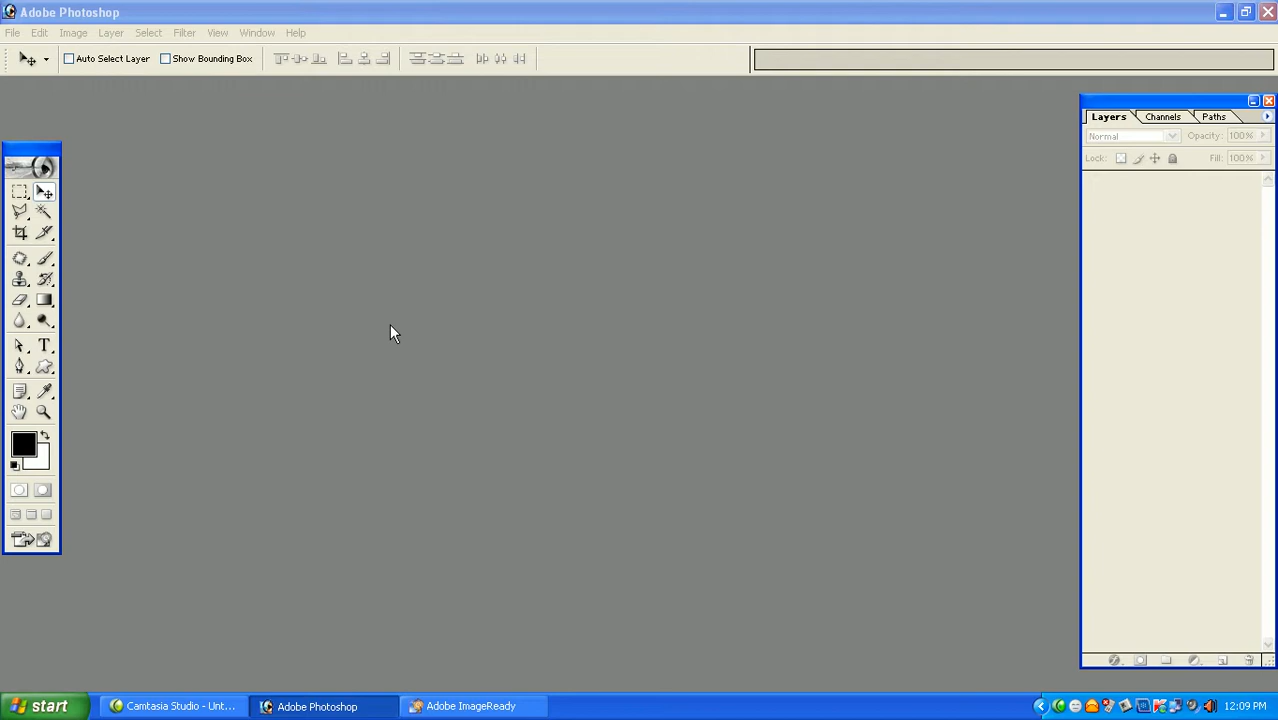 Adobe Photoshop
File Edit Image Layer Select Filter View Window Help
Auto Select Layer Show Bounding Box
Layers Channels Paths
Normal Opacity: 100%
Lock: Fill: 100%
T
start Camtasia Studio - Unt... Adobe Photoshop Adobe ImageReady 12:09 PM